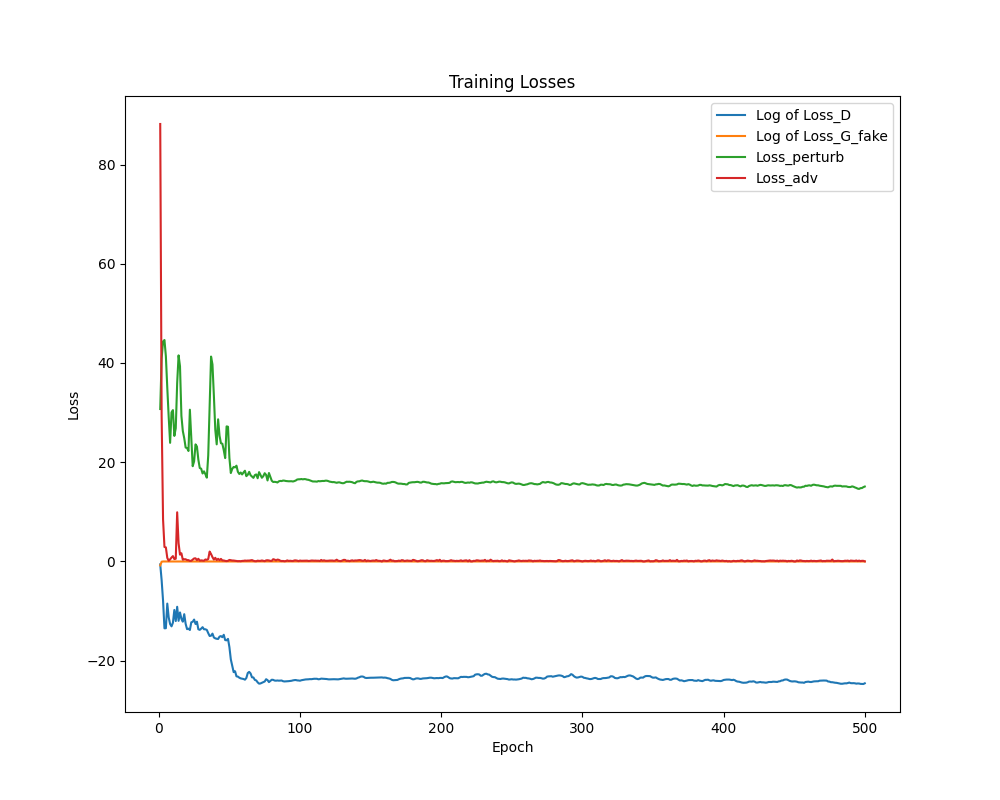 Training Losses
Log of Loss_D
Log of Loss_G_fake
Loss_perturb
Loss_adv
80
60
40
20
0
−20
Loss
0 100 200 300 400 500
Epoch